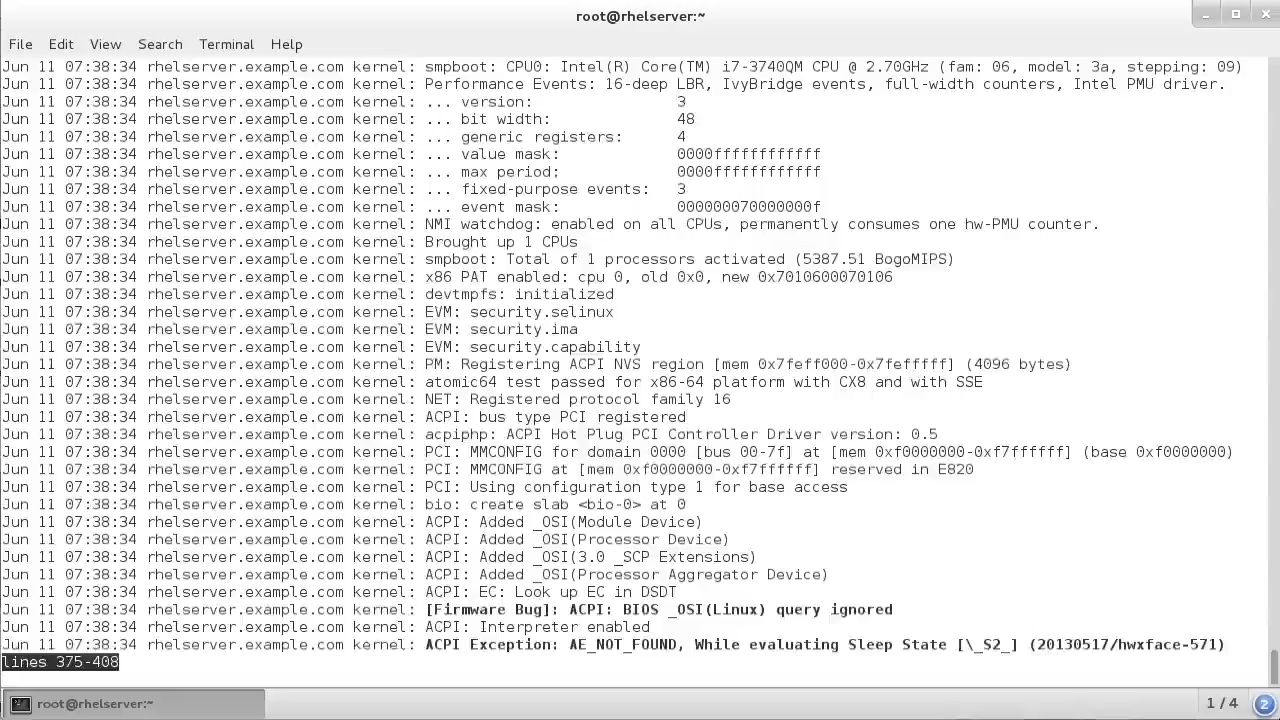 root@rhelserver:~
File Edit View Search Terminal Help
Jun 11 07:38:34 rhelserver.example.com kernel: smpboot: CPU0: Intel(R) Core(TM) i7-3740QM CPU @ 2.70GHz (fam: 06, model: 3a, stepping: 09)
Jun 11 07:38:34 rhelserver.example.com kernel: Performance Events: 16-deep LBR, IvyBridge events, full-width counters, Intel PMU driver.
Jun 11 07:38:34 rhelserver.example.com kernel: ... version:                3
Jun 11 07:38:34 rhelserver.example.com kernel: ... bit width:              48
Jun 11 07:38:34 rhelserver.example.com kernel: ... generic registers:      4
Jun 11 07:38:34 rhelserver.example.com kernel: ... value mask:             0000ffffffffffff
Jun 11 07:38:34 rhelserver.example.com kernel: ... max period:             0000ffffffffffff
Jun 11 07:38:34 rhelserver.example.com kernel: ... fixed-purpose events:   3
Jun 11 07:38:34 rhelserver.example.com kernel: ... event mask:             000000070000000f
Jun 11 07:38:34 rhelserver.example.com kernel: NMI watchdog: enabled on all CPUs, permanently consumes one hw-PMU counter.
Jun 11 07:38:34 rhelserver.example.com kernel: Brought up 1 CPUs
Jun 11 07:38:34 rhelserver.example.com kernel: smpboot: Total of 1 processors activated (5387.51 BogoMIPS)
Jun 11 07:38:34 rhelserver.example.com kernel: x86 PAT enabled: cpu 0, old 0x0, new 0x7010600070106
Jun 11 07:38:34 rhelserver.example.com kernel: devtmpfs: initialized
Jun 11 07:38:34 rhelserver.example.com kernel: EVM: security.selinux
Jun 11 07:38:34 rhelserver.example.com kernel: EVM: security.ima
Jun 11 07:38:34 rhelserver.example.com kernel: EVM: security.capability
Jun 11 07:38:34 rhelserver.example.com kernel: PM: Registering ACPI NVS region [mem 0x7feff000-0x7fefffff] (4096 bytes)
Jun 11 07:38:34 rhelserver.example.com kernel: atomic64 test passed for x86-64 platform with CX8 and with SSE
Jun 11 07:38:34 rhelserver.example.com kernel: NET: Registered protocol family 16
Jun 11 07:38:34 rhelserver.example.com kernel: ACPI: bus type PCI registered
Jun 11 07:38:34 rhelserver.example.com kernel: acpiphp: ACPI Hot Plug PCI Controller Driver version: 0.5
Jun 11 07:38:34 rhelserver.example.com kernel: PCI: MMCONFIG for domain 0000 [bus 00-7f] at [mem 0xf0000000-0xf7ffffff] (base 0xf0000000)
Jun 11 07:38:34 rhelserver.example.com kernel: PCI: MMCONFIG at [mem 0xf0000000-0xf7ffffff] reserved in E820
Jun 11 07:38:34 rhelserver.example.com kernel: PCI: Using configuration type 1 for base access
Jun 11 07:38:34 rhelserver.example.com kernel: bio: create slab <bio-0> at 0
Jun 11 07:38:34 rhelserver.example.com kernel: ACPI: Added _OSI(Module Device)
Jun 11 07:38:34 rhelserver.example.com kernel: ACPI: Added _OSI(Processor Device)
Jun 11 07:38:34 rhelserver.example.com kernel: ACPI: Added _OSI(3.0 _SCP Extensions)
Jun 11 07:38:34 rhelserver.example.com kernel: ACPI: Added _OSI(Processor Aggregator Device)
Jun 11 07:38:34 rhelserver.example.com kernel: ACPI: EC: Look up EC in DSDT
Jun 11 07:38:34 rhelserver.example.com kernel: [Firmware Bug]: ACPI: BIOS _OSI(Linux) query ignored
Jun 11 07:38:34 rhelserver.example.com kernel: ACPI: Interpreter enabled
Jun 11 07:38:34 rhelserver.example.com kernel: ACPI Exception: AE_NOT_FOUND, While evaluating Sleep State [\_S2_] (20130517/hwxface-571)
lines 375-408
root@rhelserver:~
1 / 4
2